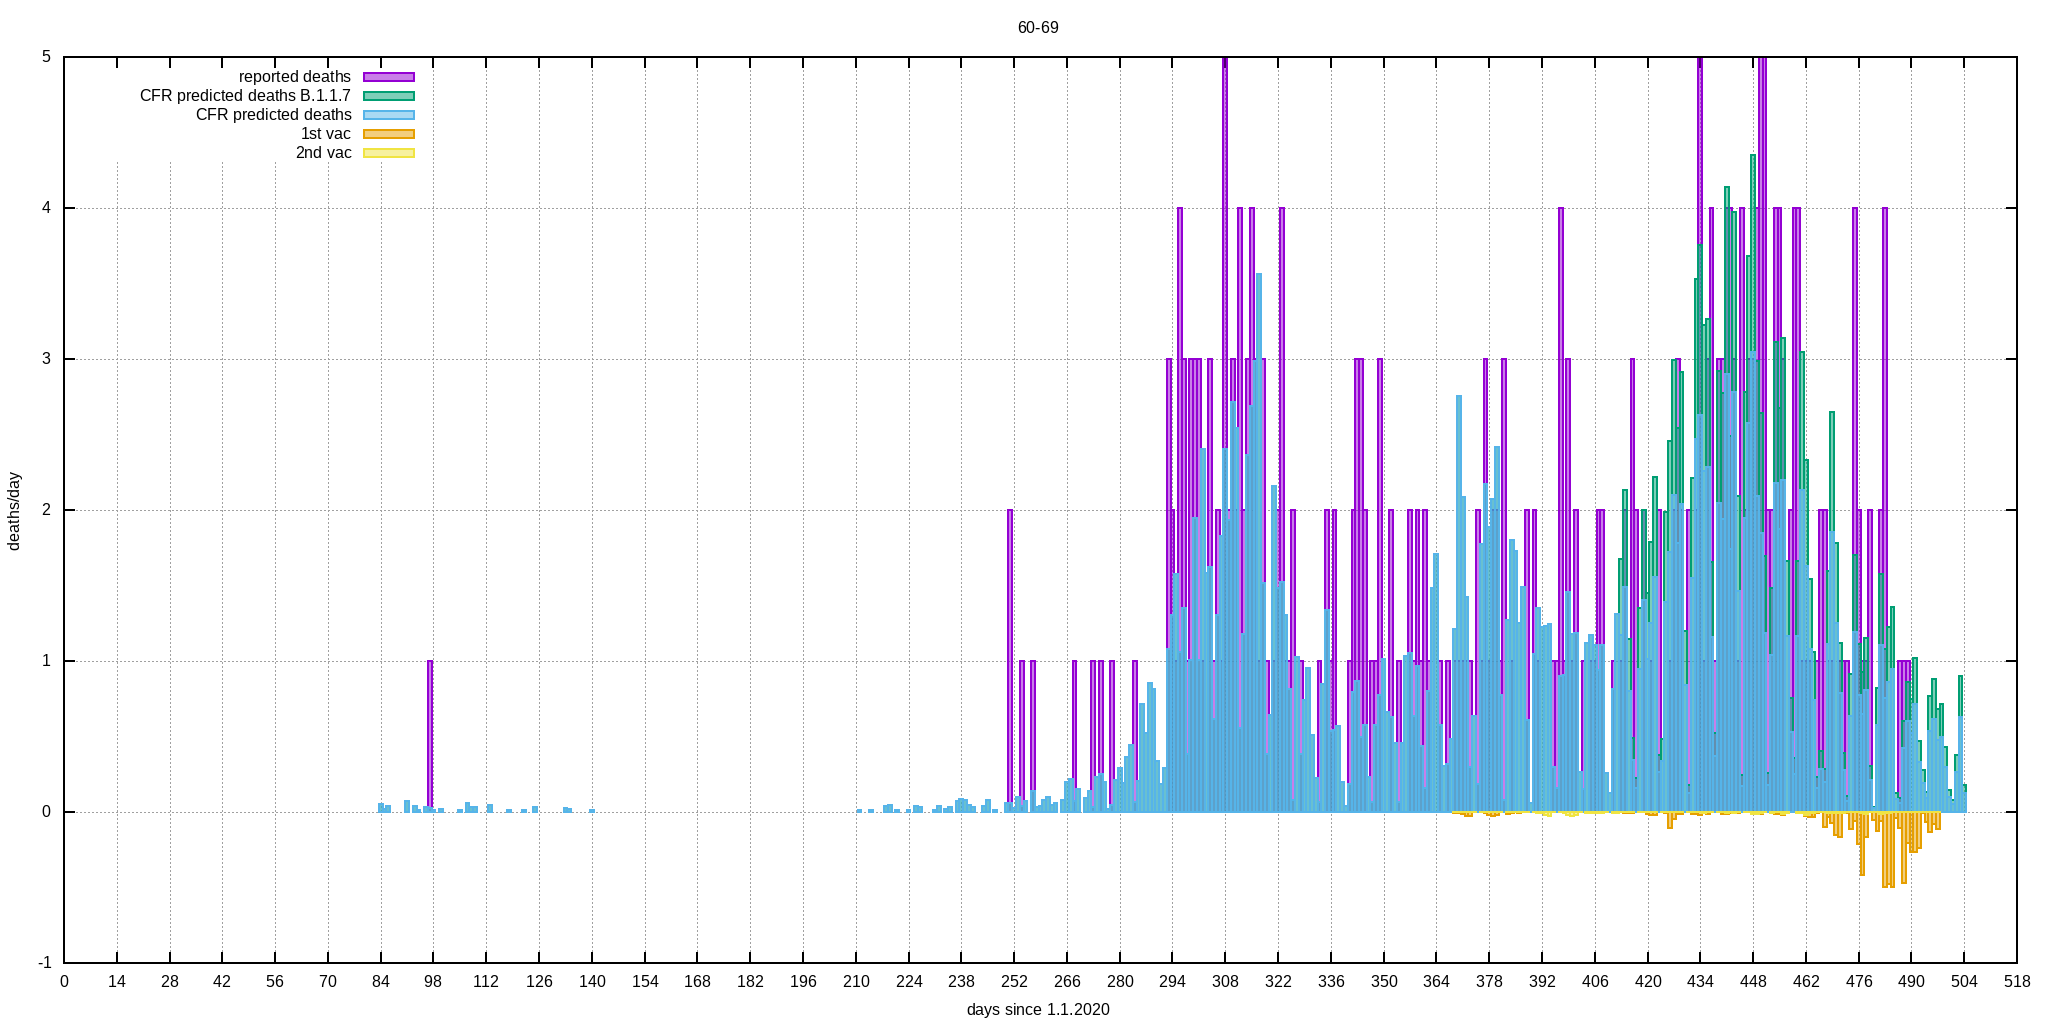 60-69
reported deaths
CFR predicted deaths B.1.1.7
CFR predicted deaths
1st vac
2nd vac
5
4
3
2
1
0
-1
deaths/day
0 14 28 42 56 70 84 98 112 126 140 154 168 182 196 210 224 238 252 266 280 294 308 322 336 350 364 378 392 406 420 434 448 462 476 490 504 518
days since 1.1.2020